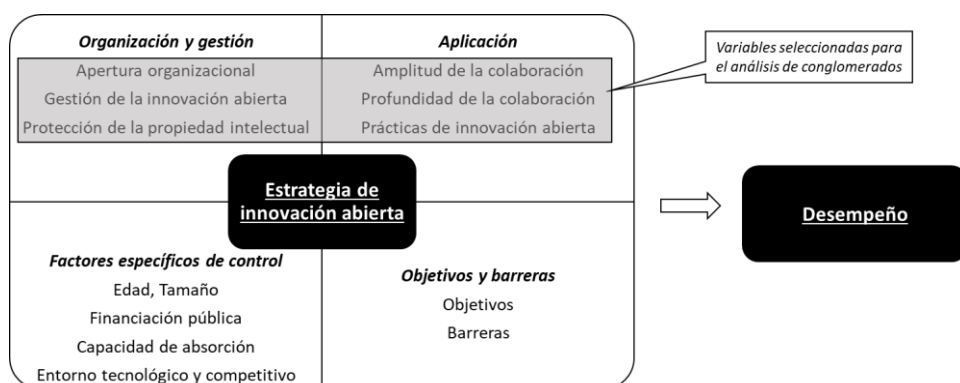 Organización y gestión
Apertura organizacional
Gestión de la innovación abierta
Protección de la propiedad intelectual
Aplicación
Amplitud de la colaboración
Profundidad de la colaboración
Prácticas de innovación abierta
Variables seleccionadas para
el análisis de conglomerados
Estrategia de
innovación abierta
Desempeño
Factores específicos de control
Edad, Tamaño
Financiación pública
Capacidad de absorción
Entorno tecnológico y competitivo
Objetivos y barreras
Objetivos
Barreras